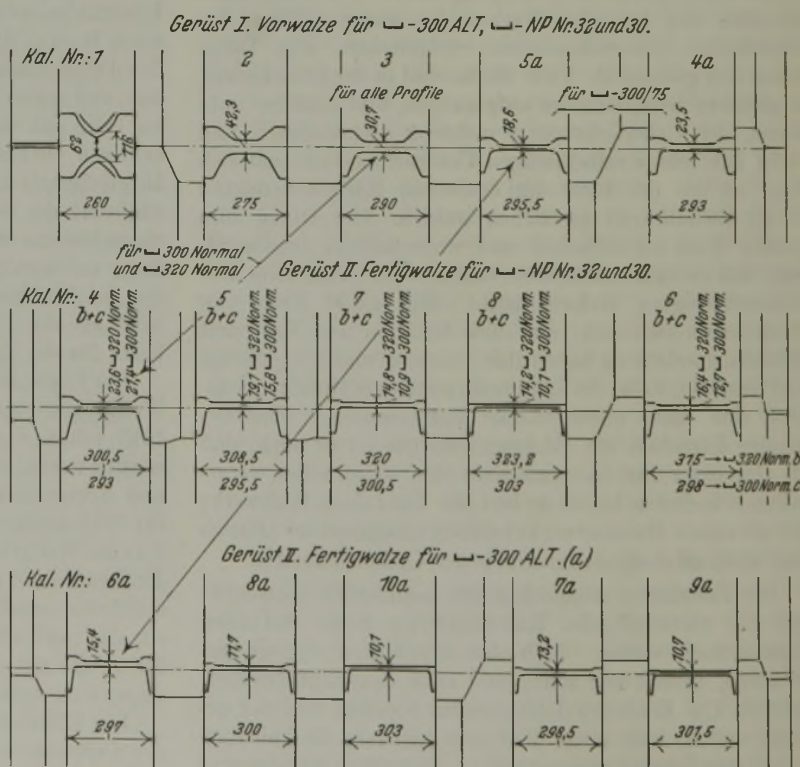 Gerüst I. Vorwalze für ⌴-300 ALT, ⌴-NP Nr. 32 und 30.
Kal. Nr.: 1 2 3 5a 4a
für alle Profile für ⌴-300/75
62 116 42,3 30,7 18,6 23,5
260 275 290 295,5 293
für ⌴ 300 Normal
und ⌴ 320 Normal
Gerüst II. Fertigwalze für ⌴-NP Nr. 32 und 30.
Kal. Nr.: 4 5 7 8 6
b+c b+c b+c b+c b+c
23,6 ⌴ 320 Norm. 19,7 ⌴ 320 Norm. 14,8 ⌴ 320 Norm. 14,2 ⌴ 320 Norm. 16,4 ⌴ 320 Norm.
21,4 ⌴ 300 Norm. 15,8 ⌴ 300 Norm. 10,9 ⌴ 300 Norm. 10,1 ⌴ 300 Norm. 12,7 ⌴ 300 Norm.
300,5 308,5 320 323,2 315 → ⌴ 320 Norm. b
293 295,5 300,5 303 298 → ⌴ 300 Norm. c
Gerüst II. Fertigwalze für ⌴-300 ALT. (a)
Kal. Nr.: 6a 8a 10a 7a 9a
15,4 11,7 10,1 13,2 10,7
297 300 303 298,5 301,5